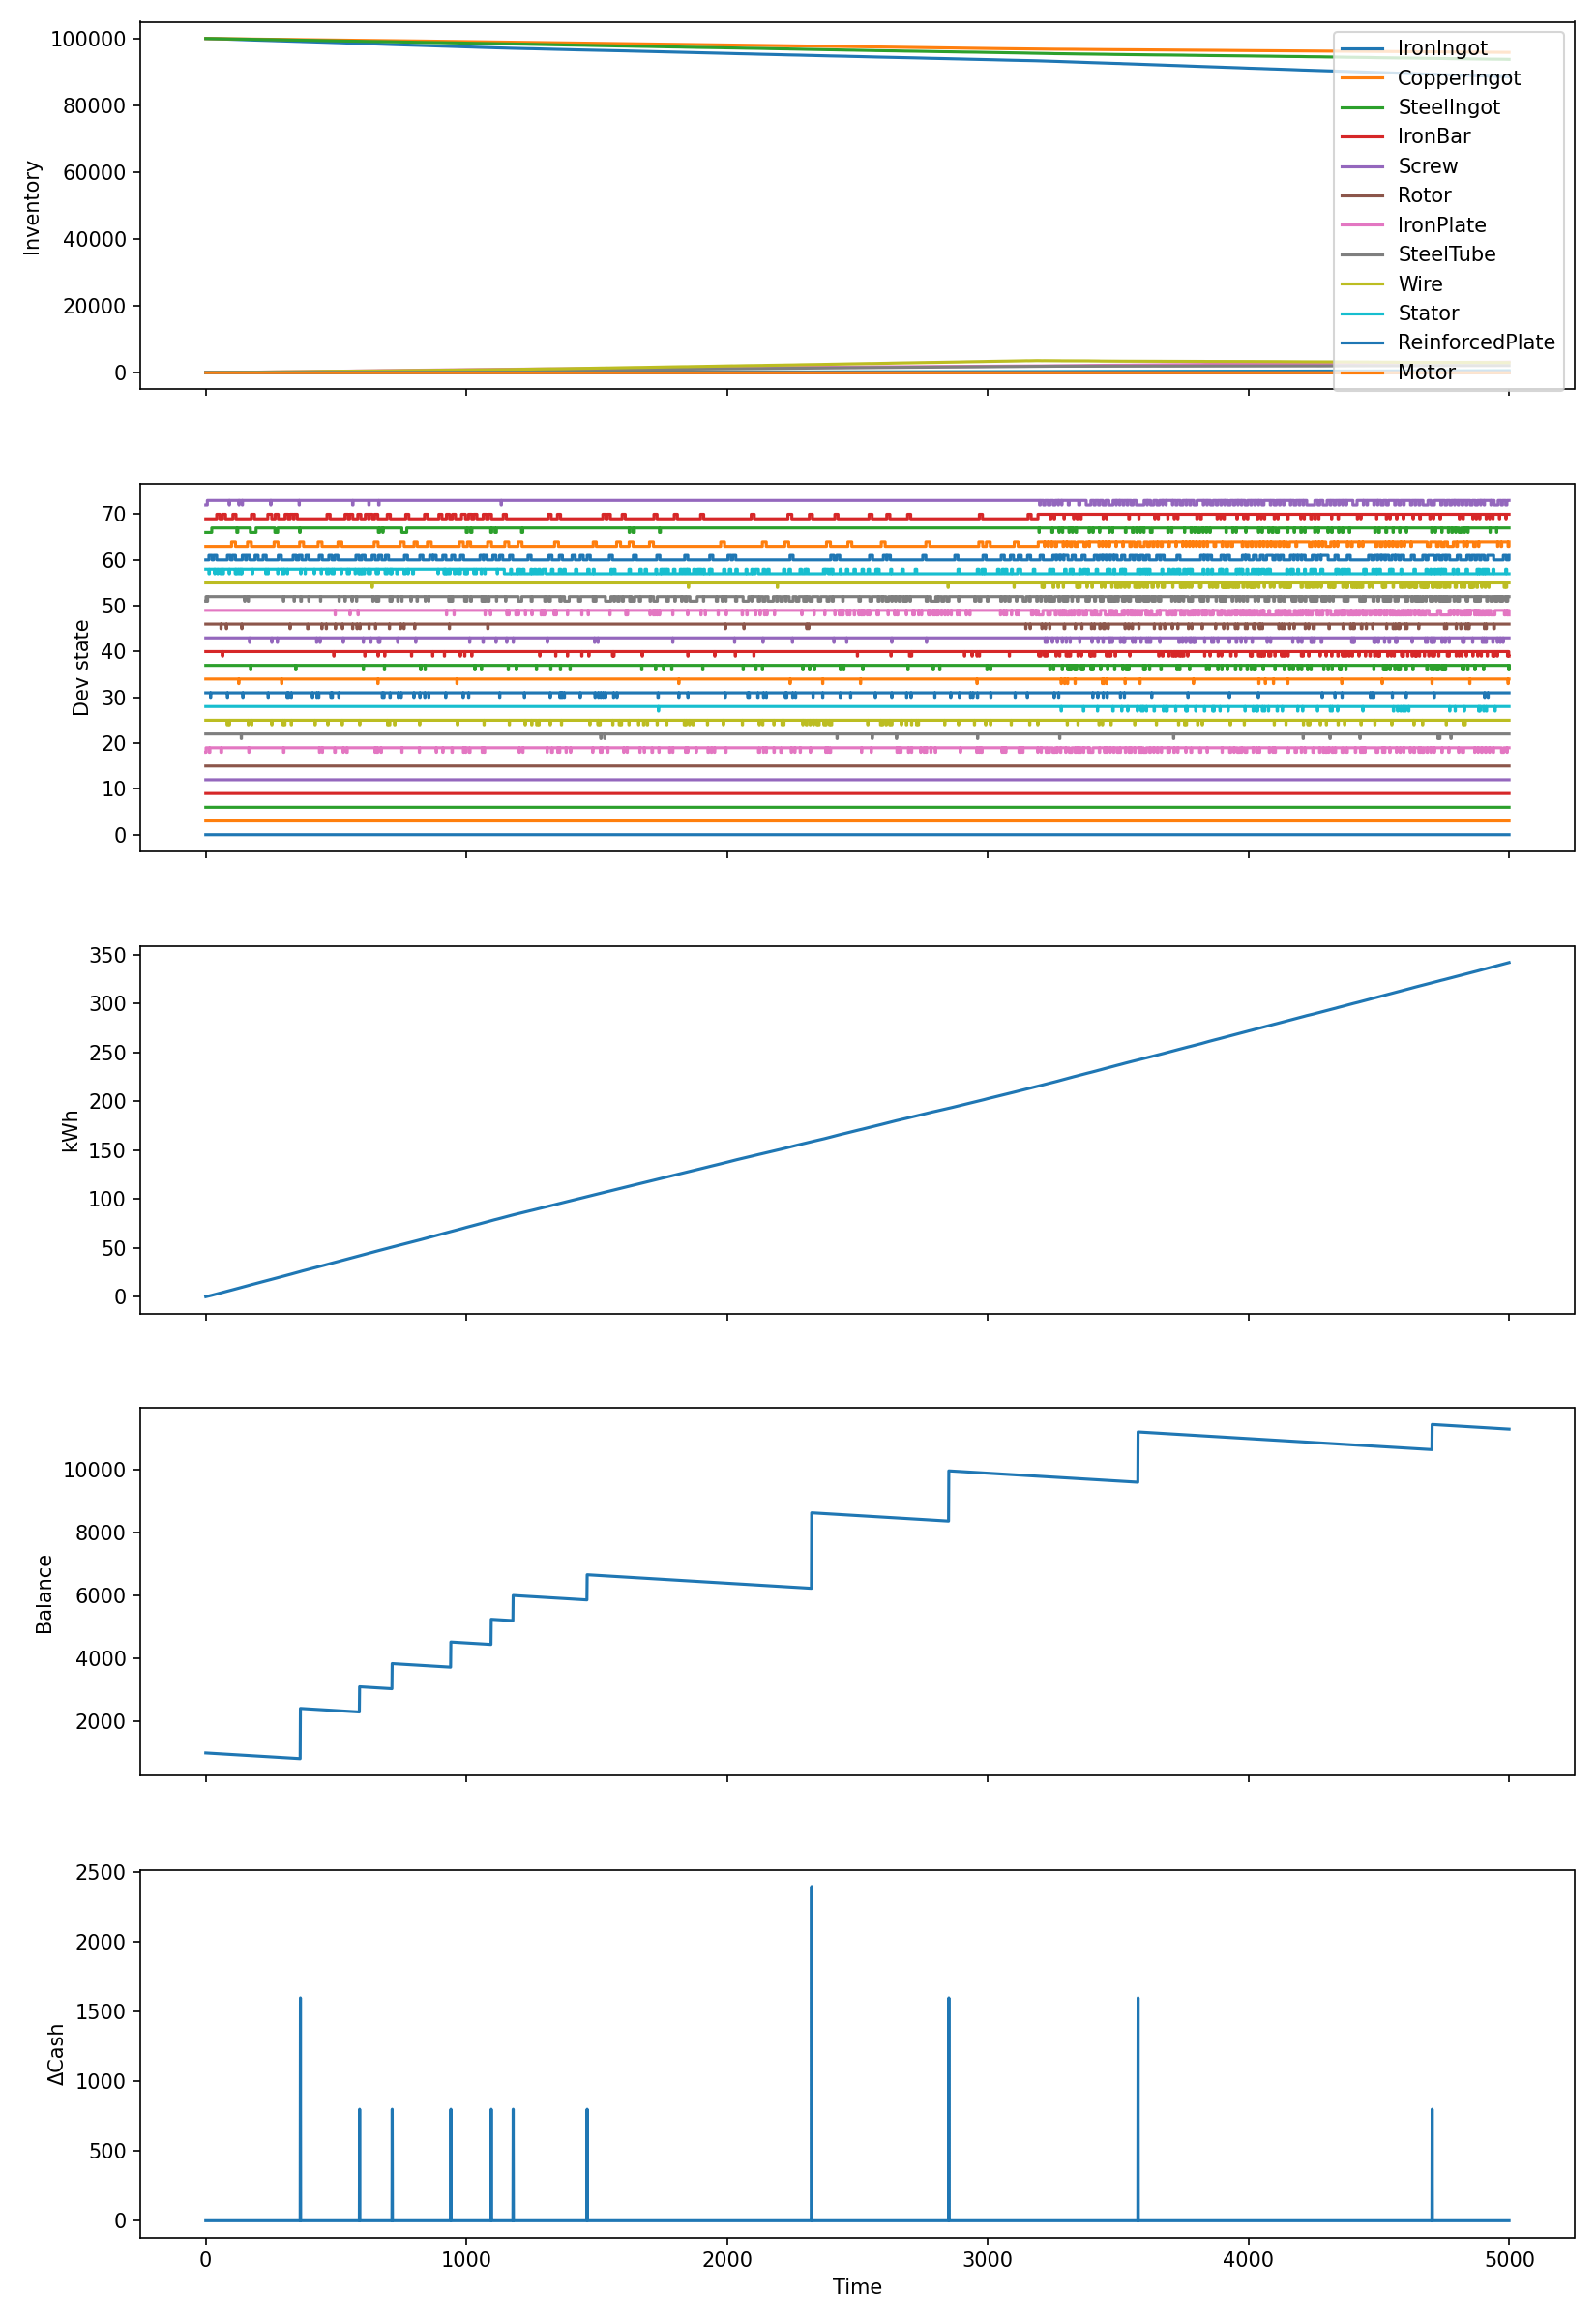 100000
80000
60000
40000
20000
0
Inventory
IronIngot
CopperIngot
SteelIngot
IronBar
Screw
Rotor
IronPlate
SteelTube
Wire
Stator
ReinforcedPlate
Motor
70
60
50
40
30
20
10
0
Dev state
350
300
250
200
150
100
50
0
kWh
10000
8000
6000
4000
2000
Balance
2500
2000
1500
1000
500
0
ΔCash
0 1000 2000 3000 4000 5000
Time